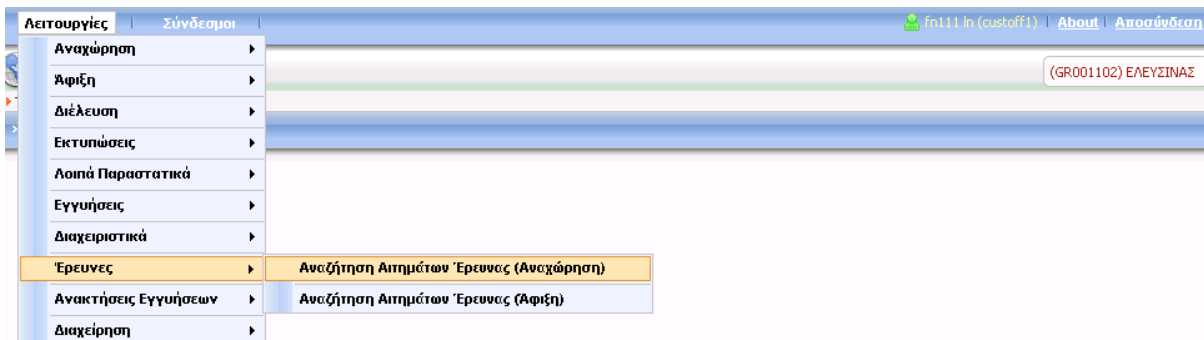 Λειτουργίες | Σύνδεσμοι | fn111 ln (custoff1) | About | Αποσύνδεση
Αναχώρηση
(GR001102) ΕΛΕΥΣΙΝΑΣ
Άφιξη
Διέλευση
Εκτυπώσεις
Λοιπά Παραστατικά
Εγγυήσεις
Διαχειριστικά
Έρευνες
Αναζήτηση Αιτημάτων Έρευνας (Αναχώρηση)
Ανακτήσεις Εγγυήσεων
Αναζήτηση Αιτημάτων Έρευνας (Άφιξη)
Διαχείρηση